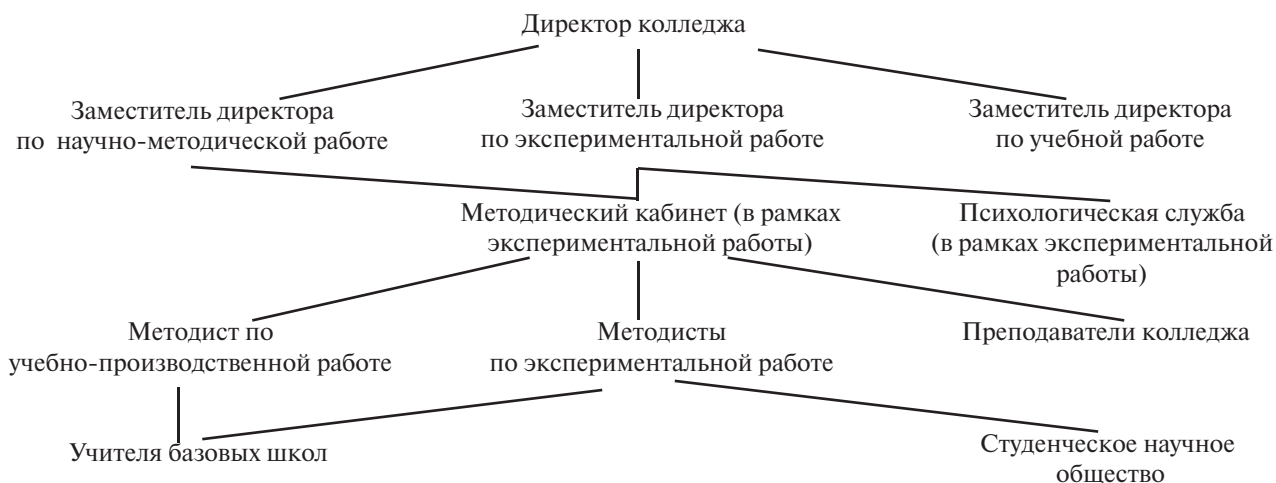 Директор колледжа
Заместитель директора
по научно-методической работе
Заместитель директора
по экспериментальной работе
Заместитель директора
по учебной работе
Методический кабинет (в рамках
экспериментальной работы)
Психологическая служба
(в рамках экспериментальной
работы)
Методист по
учебно-производственной работе
Методисты
по экспериментальной работе
Преподаватели колледжа
Учителя базовых школ
Студенческое научное
общество